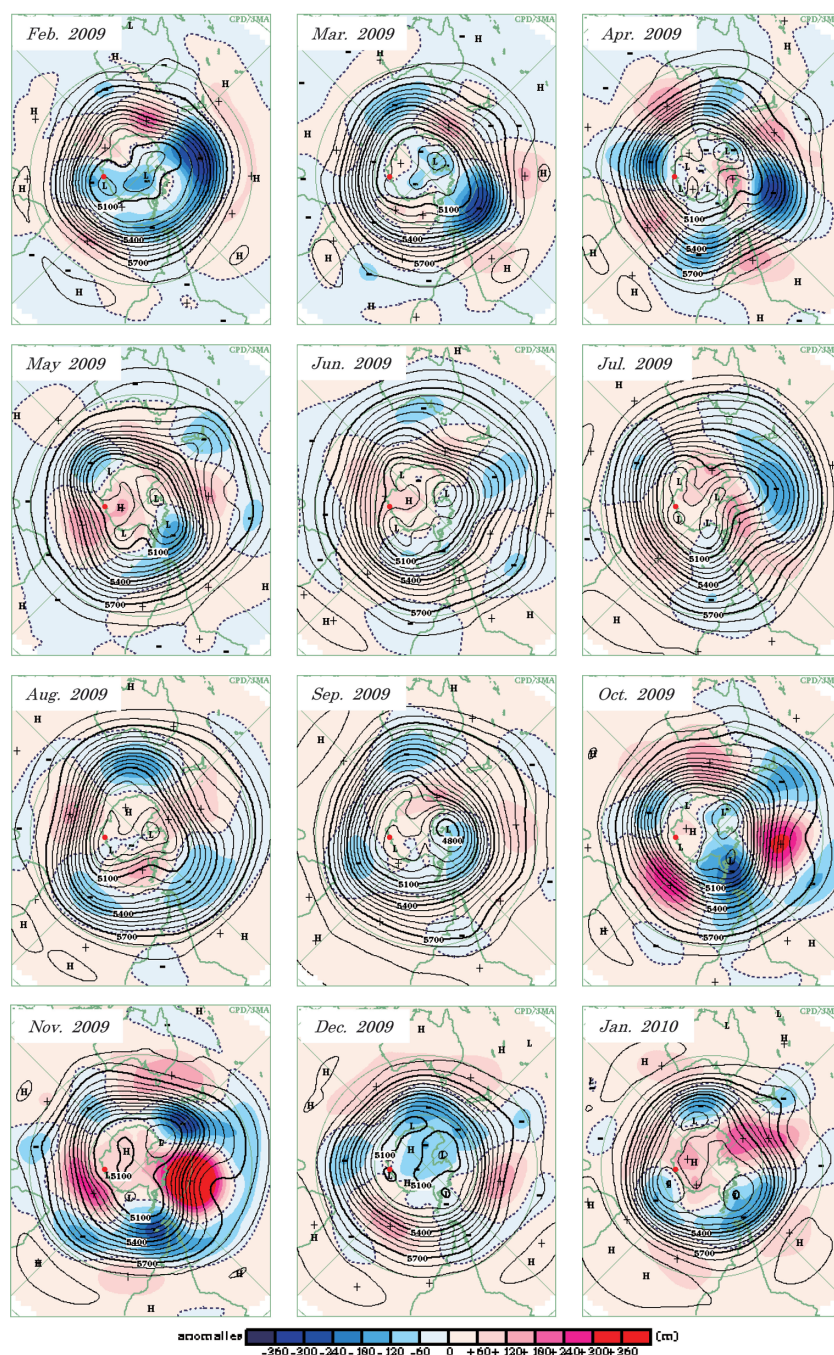 CPD/JMA CPD/JMA CPD/JMA
Feb. 2009 Mar. 2009 Apr. 2009
L H H H
H H H H
L L L L L L L
H H H
5100 5100 5100
5400 5400 5400
5700 5700 5700
H H H H H
CPD/JMA CPD/JMA CPD/JMA
May 2009 Jun. 2009 Jul. 2009
H H
L L L L L L
H H H
L L L L
5100 5100 5100
5400 5400 5400
5700 5700 5700
H H H H
CPD/JMA CPD/JMA CPD/JMA
Aug. 2009 Sep. 2009 Oct. 2009
H H
H L L L
L L 4800 H
L L L
5100 5100 5100
5400 5400 5400
5700 5700 5700
H H H
CPD/JMA CPD/JMA CPD/JMA
Nov. 2009 Dec. 2009 Jan. 2010
H H L L
H H H
L L H L
H 5100 L H
5100 5100
5100
5400 5400 5400
5700 5700 5700
H H H H H
anomalies (m)
-360 -300 -240 -180 -120 -60 0 +60 +120 +180 +240 +300 +360